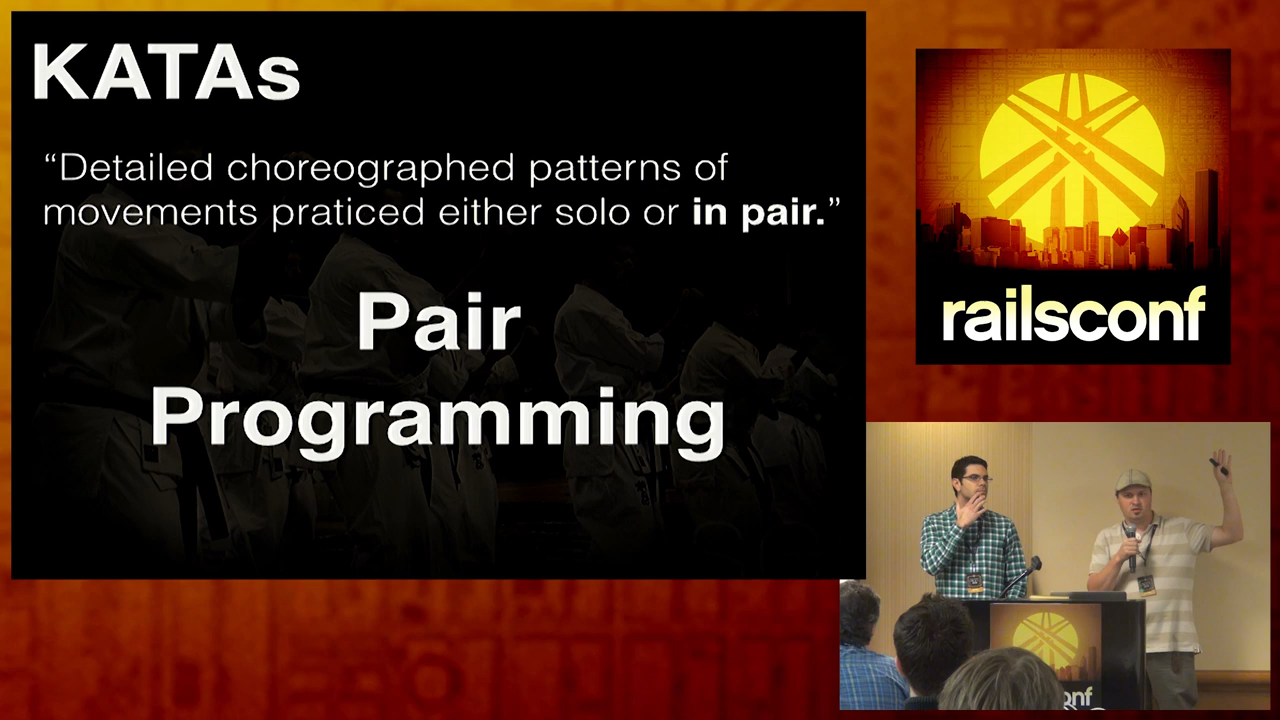 KATAs
“Detailed choreographed patterns of
movements praticed either solo or in pair.”
Pair
Programming
railsconf